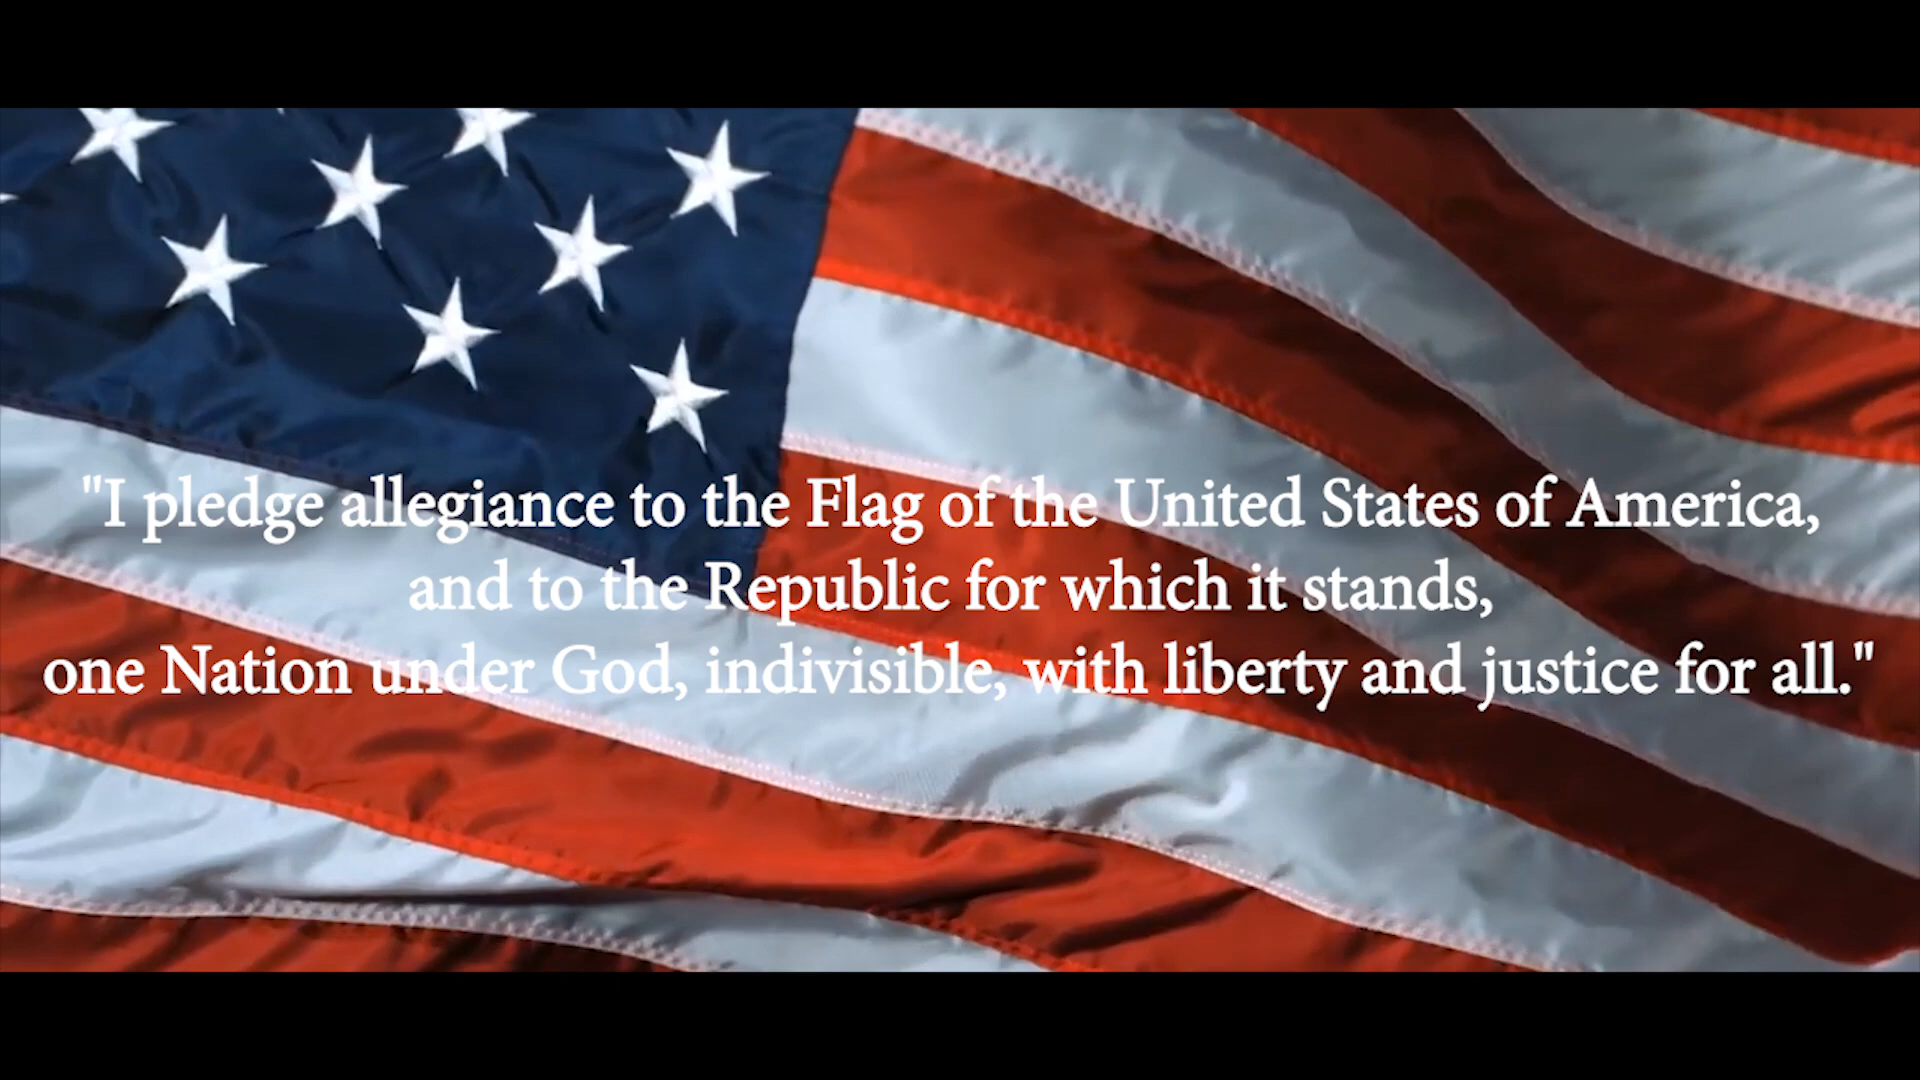 "I pledge allegiance to the Flag of the United States of America,
and to the Republic for which it stands,
one Nation under God, indivisible, with liberty and justice for all."